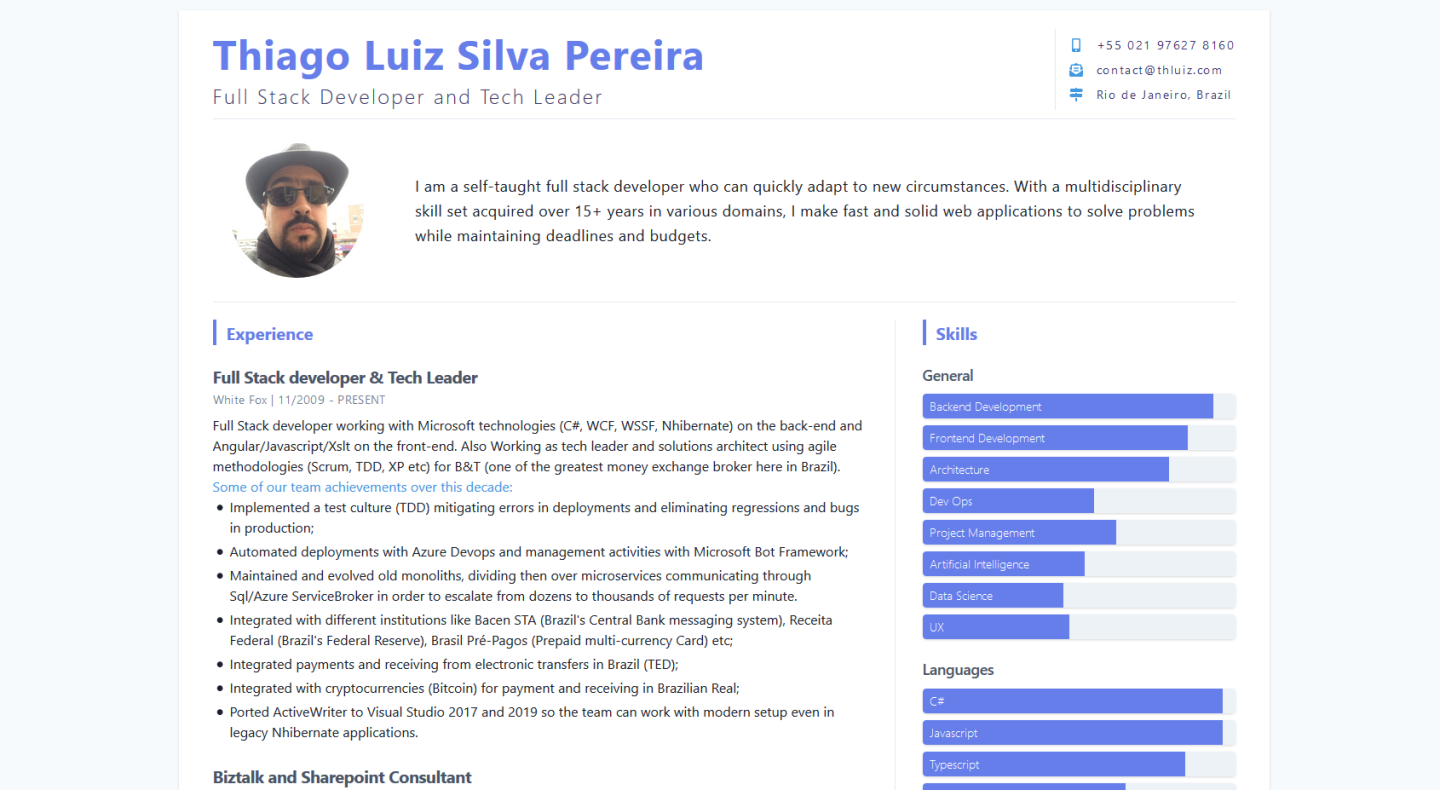 Thiago Luiz Silva Pereira
Full Stack Developer and Tech Leader
+55 021 97627 8160
contact@thluiz.com
Rio de Janeiro, Brazil
I am a self-taught full stack developer who can quickly adapt to new circumstances. With a multidisciplinary
skill set acquired over 15+ years in various domains, I make fast and solid web applications to solve problems
while maintaining deadlines and budgets.
Experience
Full Stack developer & Tech Leader
White Fox | 11/2009 - PRESENT
Full Stack developer working with Microsoft technologies (C#, WCF, WSSF, Nhibernate) on the back-end and
Angular/Javascript/Xslt on the front-end. Also Working as tech leader and solutions architect using agile
methodologies (Scrum, TDD, XP etc) for B&T (one of the greatest money exchange broker here in Brazil).
Some of our team achievements over this decade:
• Implemented a test culture (TDD) mitigating errors in deployments and eliminating regressions and bugs
in production;
• Automated deployments with Azure Devops and management activities with Microsoft Bot Framework;
• Maintained and evolved old monoliths, dividing then over microservices communicating through
Sql/Azure ServiceBroker in order to escalate from dozens to thousands of requests per minute.
• Integrated with different institutions like Bacen STA (Brazil's Central Bank messaging system), Receita
Federal (Brazil's Federal Reserve), Brasil Pré-Pagos (Prepaid multi-currency Card) etc;
• Integrated payments and receiving from electronic transfers in Brazil (TED);
• Integrated with cryptocurrencies (Bitcoin) for payment and receiving in Brazilian Real;
• Ported ActiveWriter to Visual Studio 2017 and 2019 so the team can work with modern setup even in
legacy Nhibernate applications.
Biztalk and Sharepoint Consultant
Skills
General
Backend Development
Frontend Development
Architecture
Dev Ops
Project Management
Artificial Intelligence
Data Science
UX
Languages
C#
Javascript
Typescript